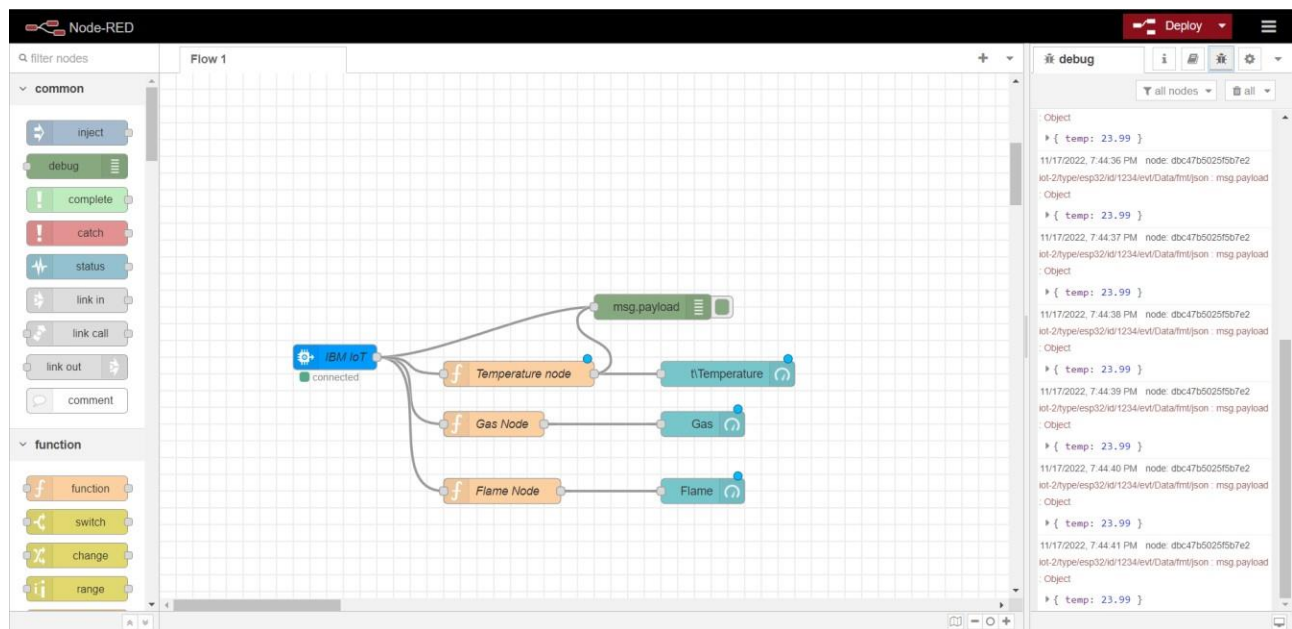 Node-RED
Deploy
filter nodes
Flow 1
debug
i
common
all nodes
all
inject
debug
complete
catch
status
link in
link call
link out
comment
function
function
switch
change
range
msg.payload
IBM IoT
connected
Temperature node
t\Temperature
Gas Node
Gas
Flame Node
Flame
: Object
{ temp: 23.99 }
11/17/2022, 7:44:36 PM node: dbc47b5025f5b7e2
iot-2/type/esp32/id/1234/evt/Data/fmt/json : msg.payload
: Object
{ temp: 23.99 }
11/17/2022, 7:44:37 PM node: dbc47b5025f5b7e2
iot-2/type/esp32/id/1234/evt/Data/fmt/json : msg.payload
: Object
{ temp: 23.99 }
11/17/2022, 7:44:38 PM node: dbc47b5025f5b7e2
iot-2/type/esp32/id/1234/evt/Data/fmt/json : msg.payload
: Object
{ temp: 23.99 }
11/17/2022, 7:44:39 PM node: dbc47b5025f5b7e2
iot-2/type/esp32/id/1234/evt/Data/fmt/json : msg.payload
: Object
{ temp: 23.99 }
11/17/2022, 7:44:40 PM node: dbc47b5025f5b7e2
iot-2/type/esp32/id/1234/evt/Data/fmt/json : msg.payload
: Object
{ temp: 23.99 }
11/17/2022, 7:44:41 PM node: dbc47b5025f5b7e2
iot-2/type/esp32/id/1234/evt/Data/fmt/json : msg.payload
: Object
{ temp: 23.99 }